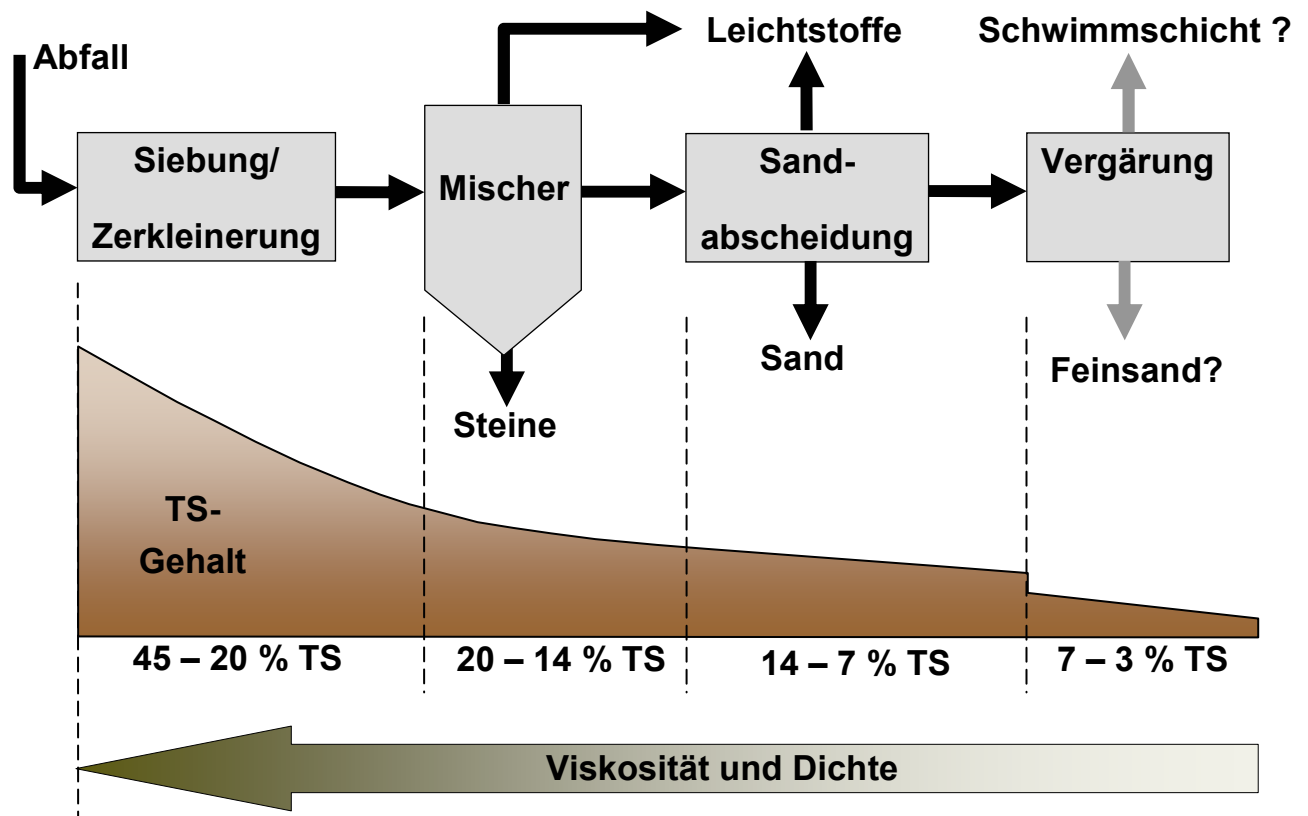 Abfall
Leichtstoffe
Schwimmschicht ?
Siebung/
Zerkleinerung
Mischer
Sand-
abscheidung
Vergärung
Steine
Sand
Feinsand?
TS-
Gehalt
45 – 20 % TS
20 – 14 % TS
14 – 7 % TS
7 – 3 % TS
Viskosität und Dichte